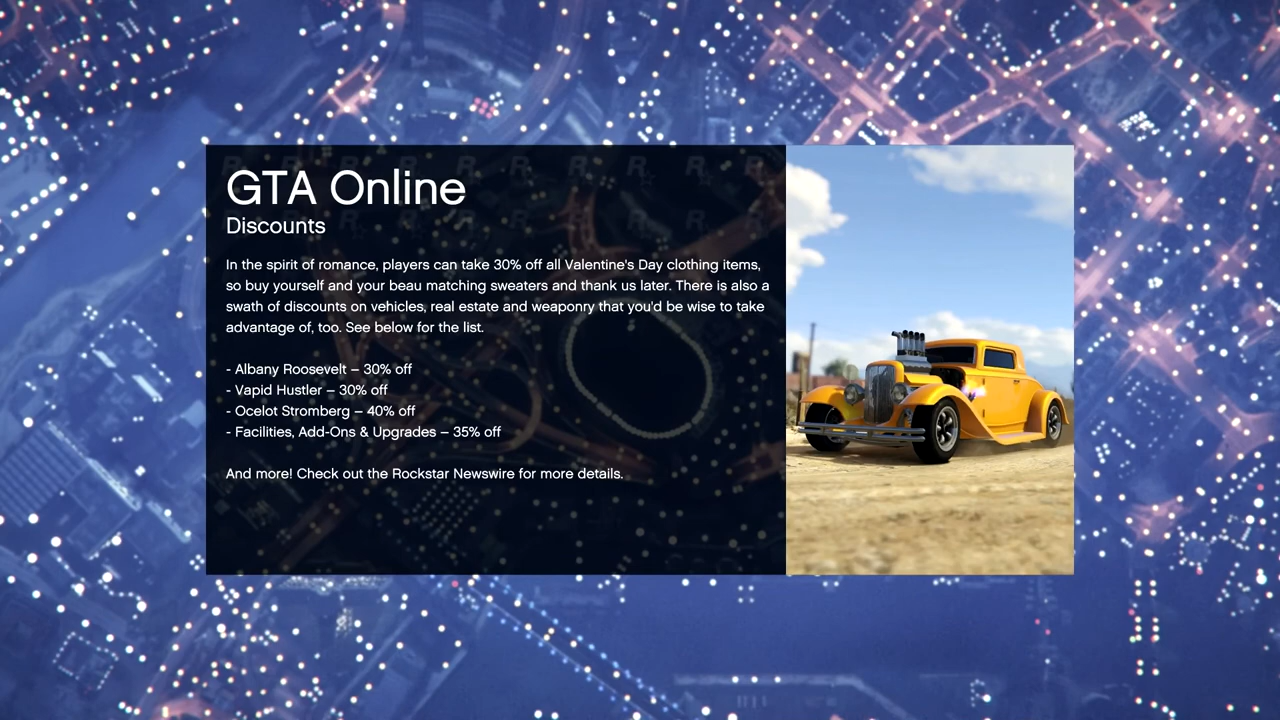 GTA Online
Discounts
In the spirit of romance, players can take 30% off all Valentine's Day clothing items,
so buy yourself and your beau matching sweaters and thank us later. There is also a
swath of discounts on vehicles, real estate and weaponry that you'd be wise to take
advantage of, too. See below for the list.
- Albany Roosevelt – 30% off
- Vapid Hustler – 30% off
- Ocelot Stromberg – 40% off
- Facilities, Add-Ons & Upgrades – 35% off
And more! Check out the Rockstar Newswire for more details.